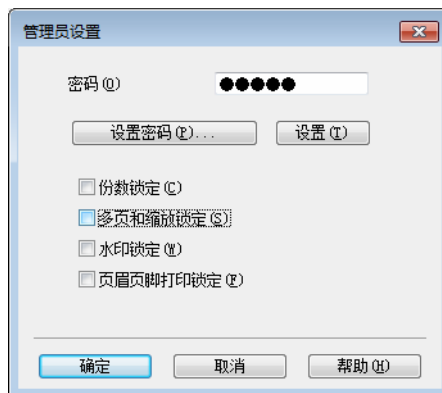 管理员设置
密码(O) ●●●●●
设置密码(P)... 设置(T)
份数锁定(C)
多页和缩放锁定(S)
水印锁定(W)
页眉页脚打印锁定(F)
确定 取消 帮助(H)